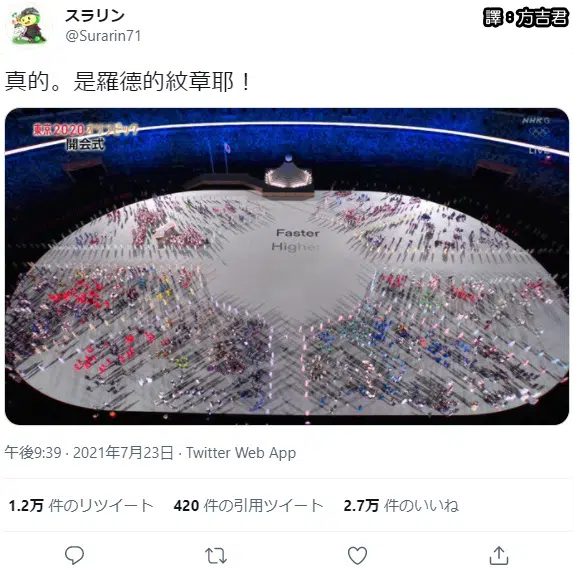 スラリン
@Surarin71
譯●方吉君
真的。是羅德的紋章耶！
東京2020オリンピック
開会式
NHK G
LIVE
Faster
Higher
午後9:39 · 2021年7月23日 · Twitter Web App
1.2万 件のリツイート 420 件の引用ツイート 2.7万 件のいいね